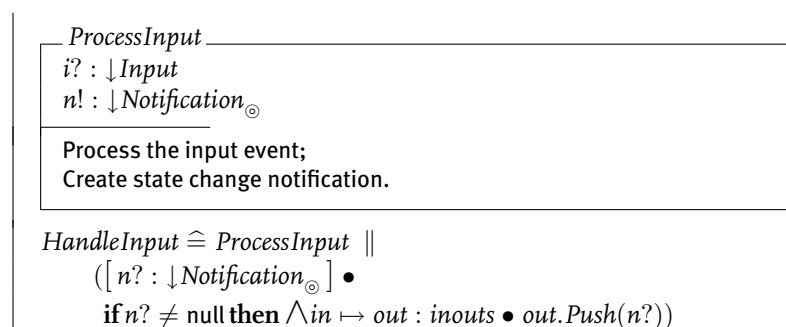 ProcessInput
i? : ↓Input
n! : ↓Notification◎
Process the input event;
Create state change notification.
HandleInput ≙ ProcessInput ∥
([ n? : ↓Notification◎ ] •
if n? ≠ null then ⋀in ↦ out : inouts • out.Push(n?))